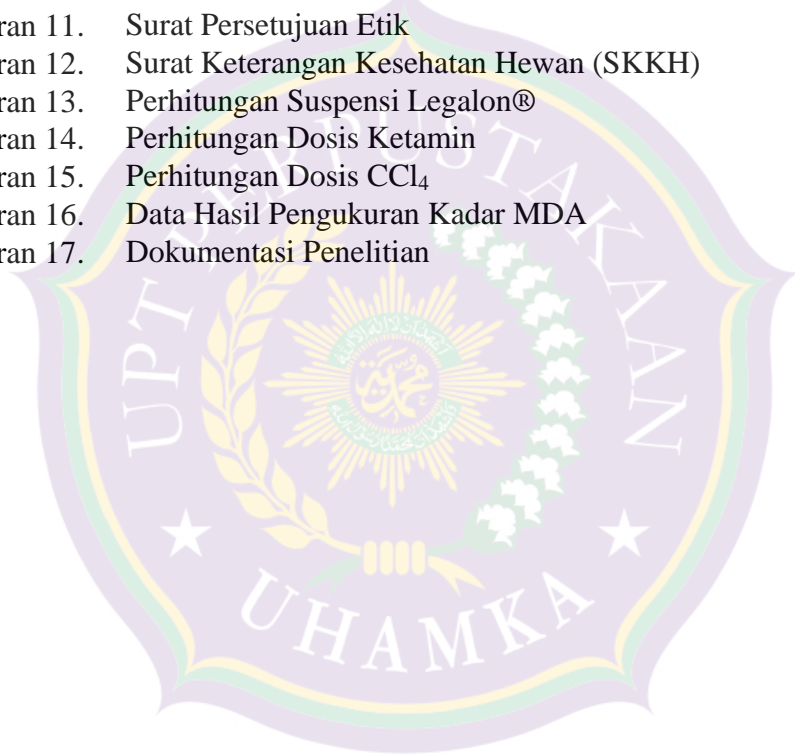 ran 11. Surat Persetujuan Etik
ran 12. Surat Keterangan Kesehatan Hewan (SKKH)
ran 13. Perhitungan Suspensi Legalon®
ran 14. Perhitungan Dosis Ketamin
ran 15. Perhitungan Dosis CCl₄
ran 16. Data Hasil Pengukuran Kadar MDA
ran 17. Dokumentasi Penelitian
UPT PERPUSTAKAAN
UHAMKA